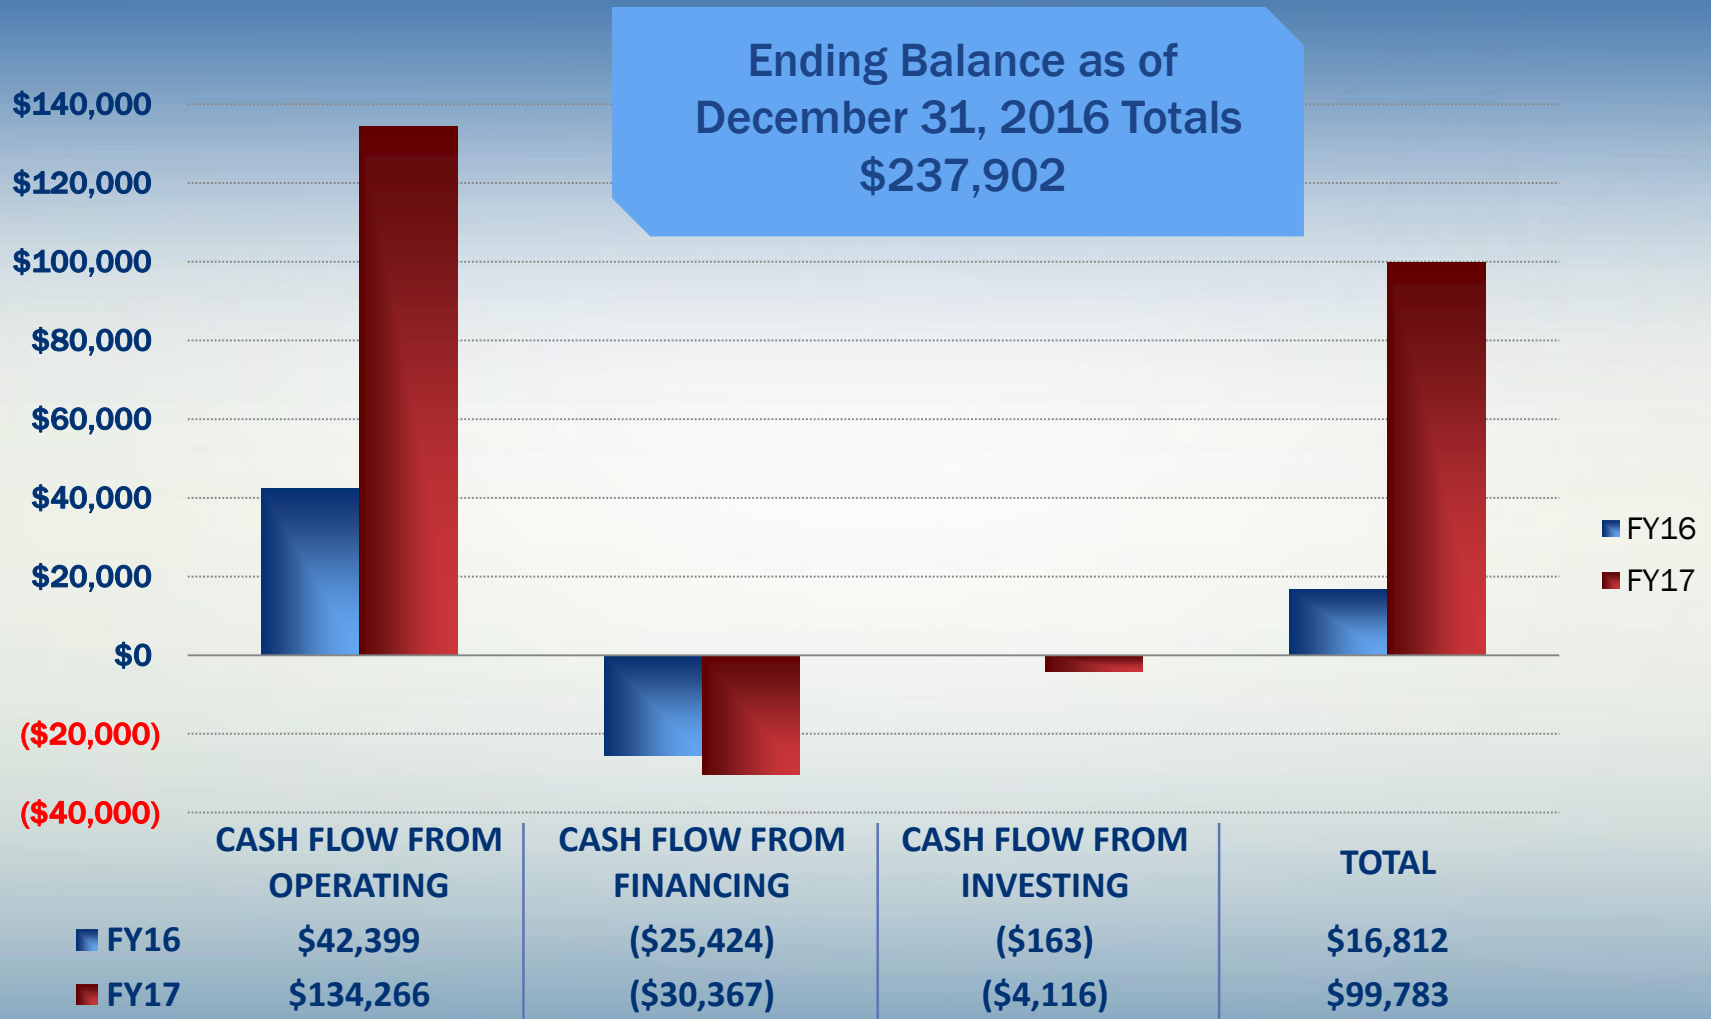 Ending Balance as of
December 31, 2016 Totals
$237,902
$140,000
$120,000
$100,000
$80,000
$60,000
$40,000
$20,000
$0
($20,000)
($40,000)
FY16
FY17
CASH FLOW FROM
OPERATING
CASH FLOW FROM
FINANCING
CASH FLOW FROM
INVESTING
TOTAL
FY16 $42,399 ($25,424) ($163) $16,812
FY17 $134,266 ($30,367) ($4,116) $99,783